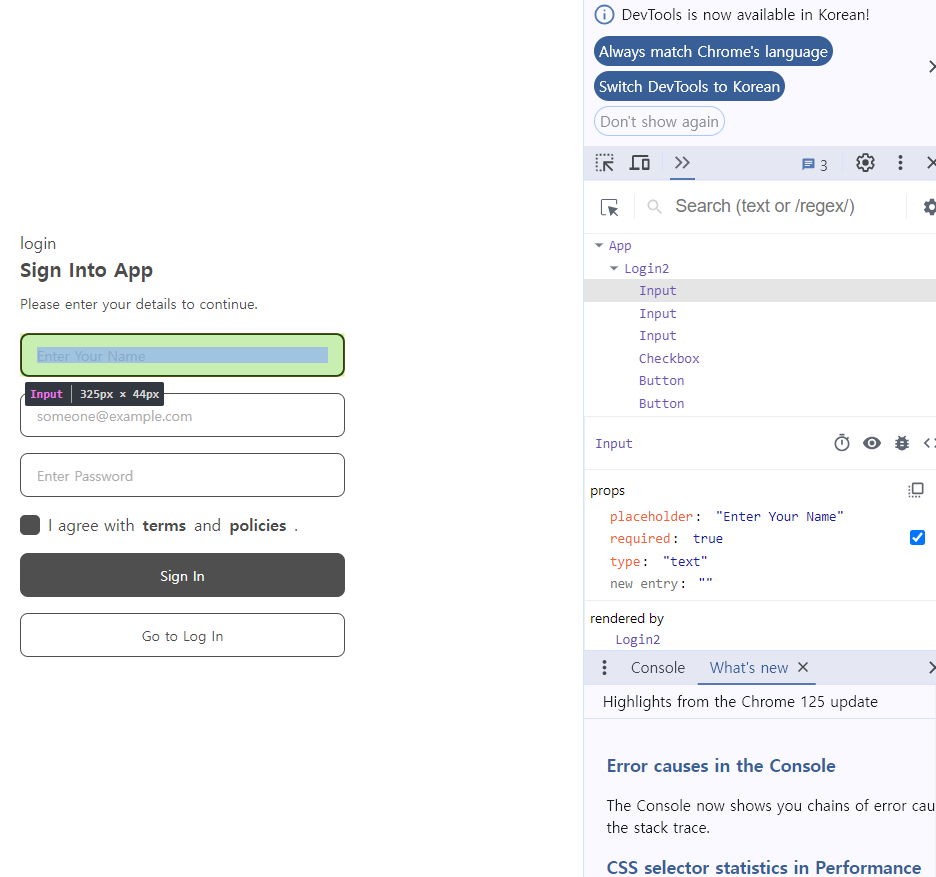 login
Sign Into App
Please enter your details to continue.
Enter Your Name
Input 325px × 44px
someone@example.com
Enter Password
I agree with terms and policies .
Sign In
Go to Log In
DevTools is now available in Korean!
Always match Chrome's language
Switch DevTools to Korean
Don't show again
3
Search (text or /regex/)
App
Login2
Input
Input
Input
Checkbox
Button
Button
Input
props
placeholder: "Enter Your Name"
required: true
type: "text"
new entry: ""
rendered by
Login2
Console What's new
Highlights from the Chrome 125 update
Error causes in the Console
The Console now shows you chains of error cau
the stack trace.
CSS selector statistics in Performance